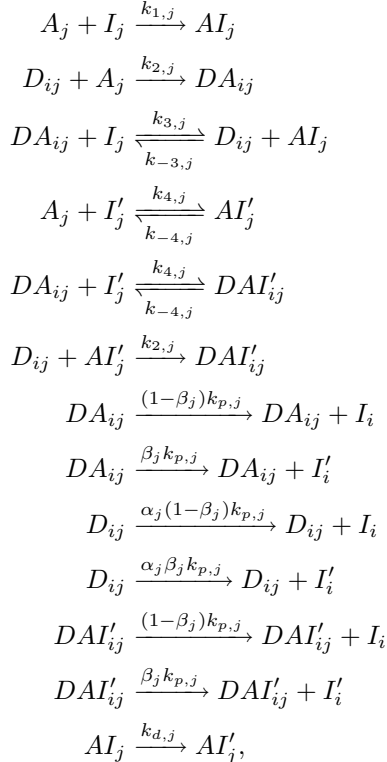 $A_j + I_j \xrightarrow{k_{1,j}} AI_j$
$D_{ij} + A_j \xrightarrow{k_{2,j}} DA_{ij}$
$DA_{ij} + I_j \underset{k_{-3,j}}{\overset{k_{3,j}}{\rightleftharpoons}} D_{ij} + AI_j$
$A_j + I'_j \underset{k_{-4,j}}{\overset{k_{4,j}}{\rightleftharpoons}} AI'_j$
$DA_{ij} + I'_j \underset{k_{-4,j}}{\overset{k_{4,j}}{\rightleftharpoons}} DAI'_{ij}$
$D_{ij} + AI'_j \xrightarrow{k_{2,j}} DAI'_{ij}$
$DA_{ij} \xrightarrow{(1-\beta_j)k_{p,j}} DA_{ij} + I_i$
$DA_{ij} \xrightarrow{\beta_j k_{p,j}} DA_{ij} + I'_i$
$D_{ij} \xrightarrow{\alpha_j(1-\beta_j)k_{p,j}} D_{ij} + I_i$
$D_{ij} \xrightarrow{\alpha_j\beta_j k_{p,j}} D_{ij} + I'_i$
$DAI'_{ij} \xrightarrow{(1-\beta_j)k_{p,j}} DAI'_{ij} + I_i$
$DAI'_{ij} \xrightarrow{\beta_j k_{p,j}} DAI'_{ij} + I'_i$
$AI_j \xrightarrow{k_{d,j}} AI'_j,$